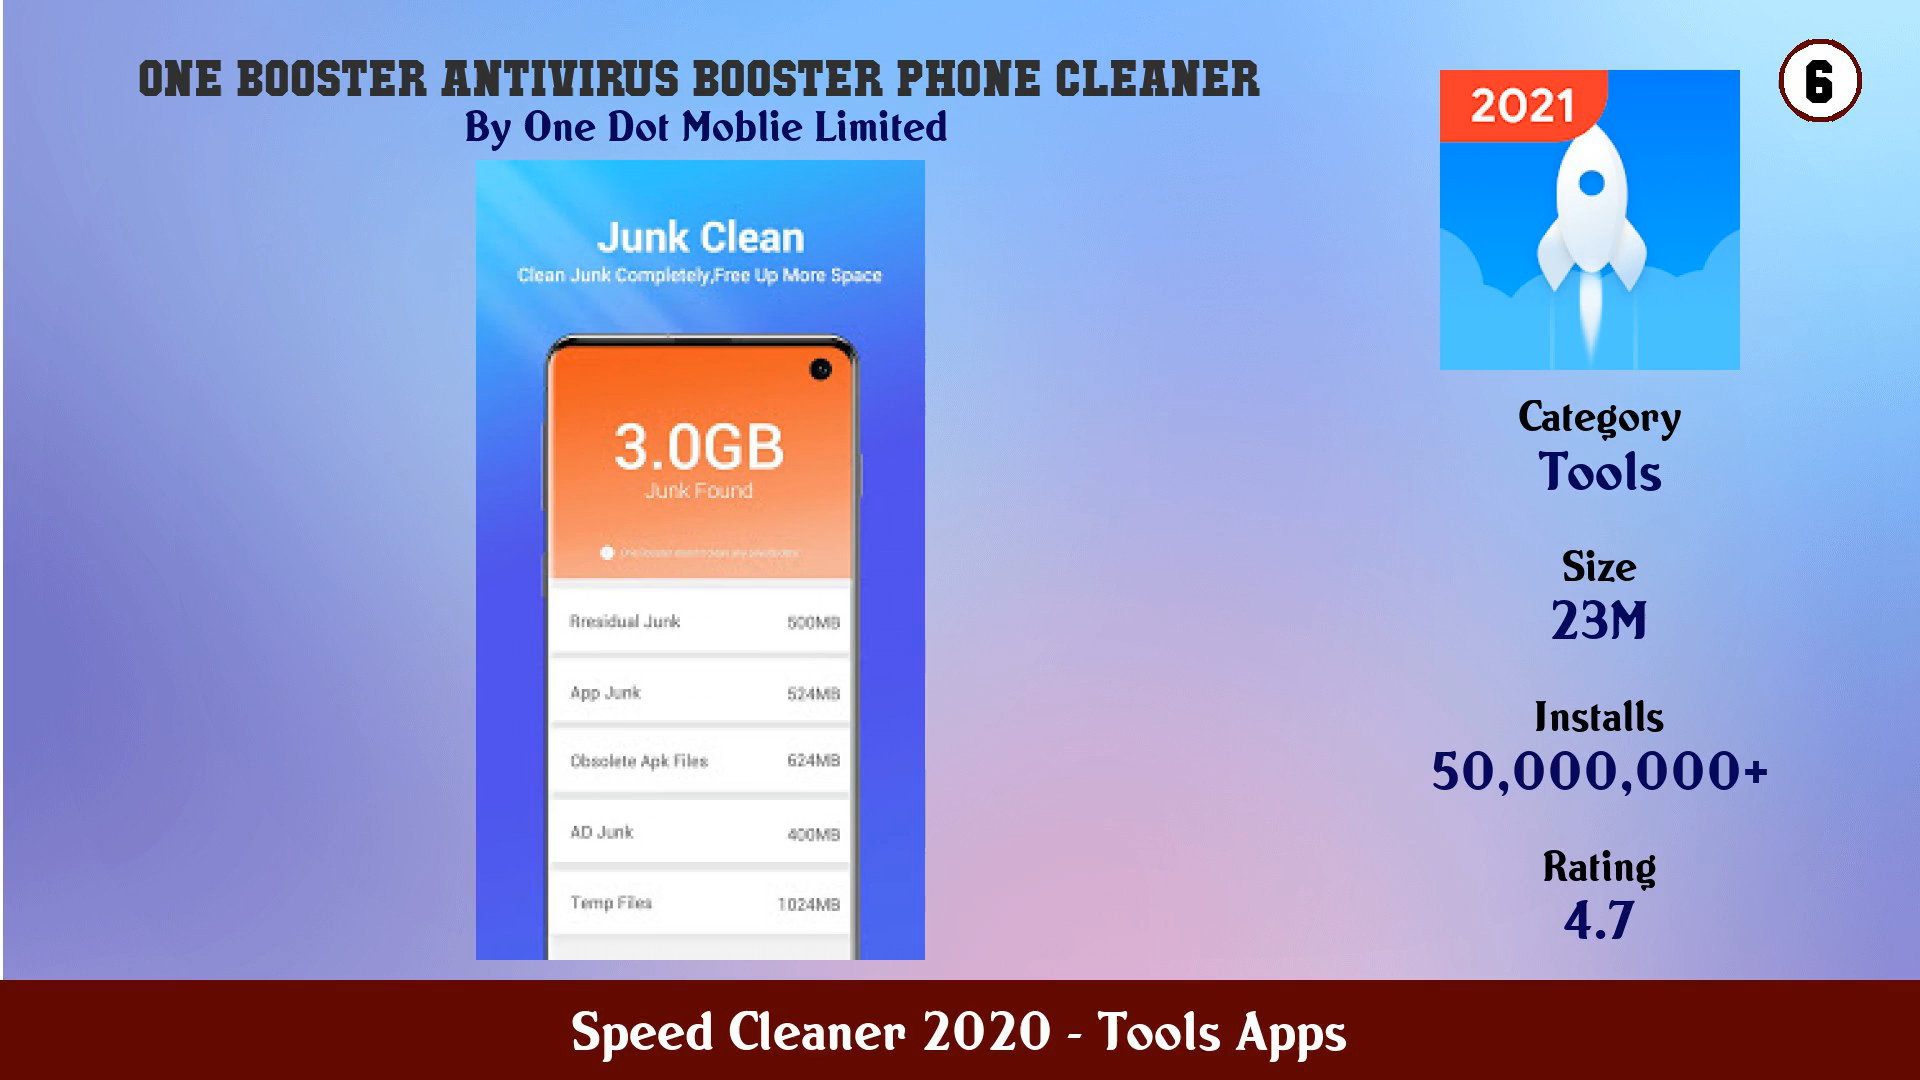 ONE BOOSTER ANTIVIRUS BOOSTER PHONE CLEANER
By One Dot Moblie Limited
Junk Clean
Clean Junk Completely,Free Up More Space
3.0GB
Junk Found
Rresidual Junk 500MB
App Junk 524MB
Obsolete Apk Files 624MB
AD Junk 400MB
Temp Files 1024MB
2021
6
Category
Tools
Size
23M
Installs
50,000,000+
Rating
4.7
Speed Cleaner 2020 - Tools Apps